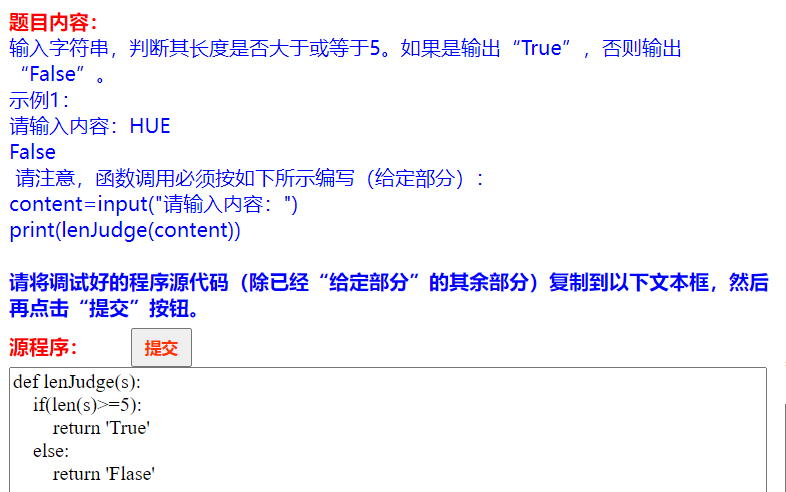 题目内容：
输入字符串，判断其长度是否大于或等于5。如果是输出“True”，否则输出
“False”。
示例1：
请输入内容：HUE
False
请注意，函数调用必须按如下所示编写（给定部分）：
content=input("请输入内容：")
print(lenJudge(content))
请将调试好的程序源代码（除已经“给定部分”的其余部分）复制到以下文本框，然后
再点击“提交”按钮。
源程序： 提交
def lenJudge(s):
    if(len(s)>=5):
        return 'True'
    else:
        return 'Flase'